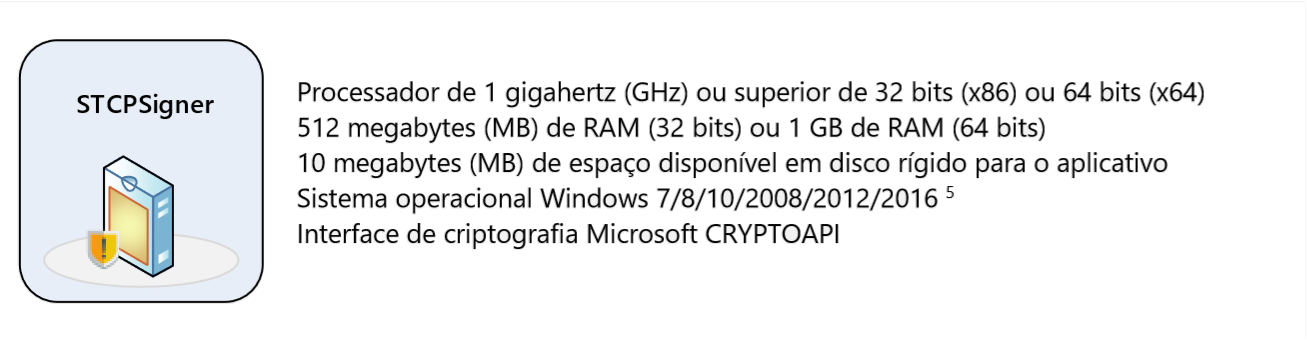 STCPSigner
Processador de 1 gigahertz (GHz) ou superior de 32 bits (x86) ou 64 bits (x64)
512 megabytes (MB) de RAM (32 bits) ou 1 GB de RAM (64 bits)
10 megabytes (MB) de espaço disponível em disco rígido para o aplicativo
Sistema operacional Windows 7/8/10/2008/2012/2016 ⁵
Interface de criptografia Microsoft CRYPTOAPI